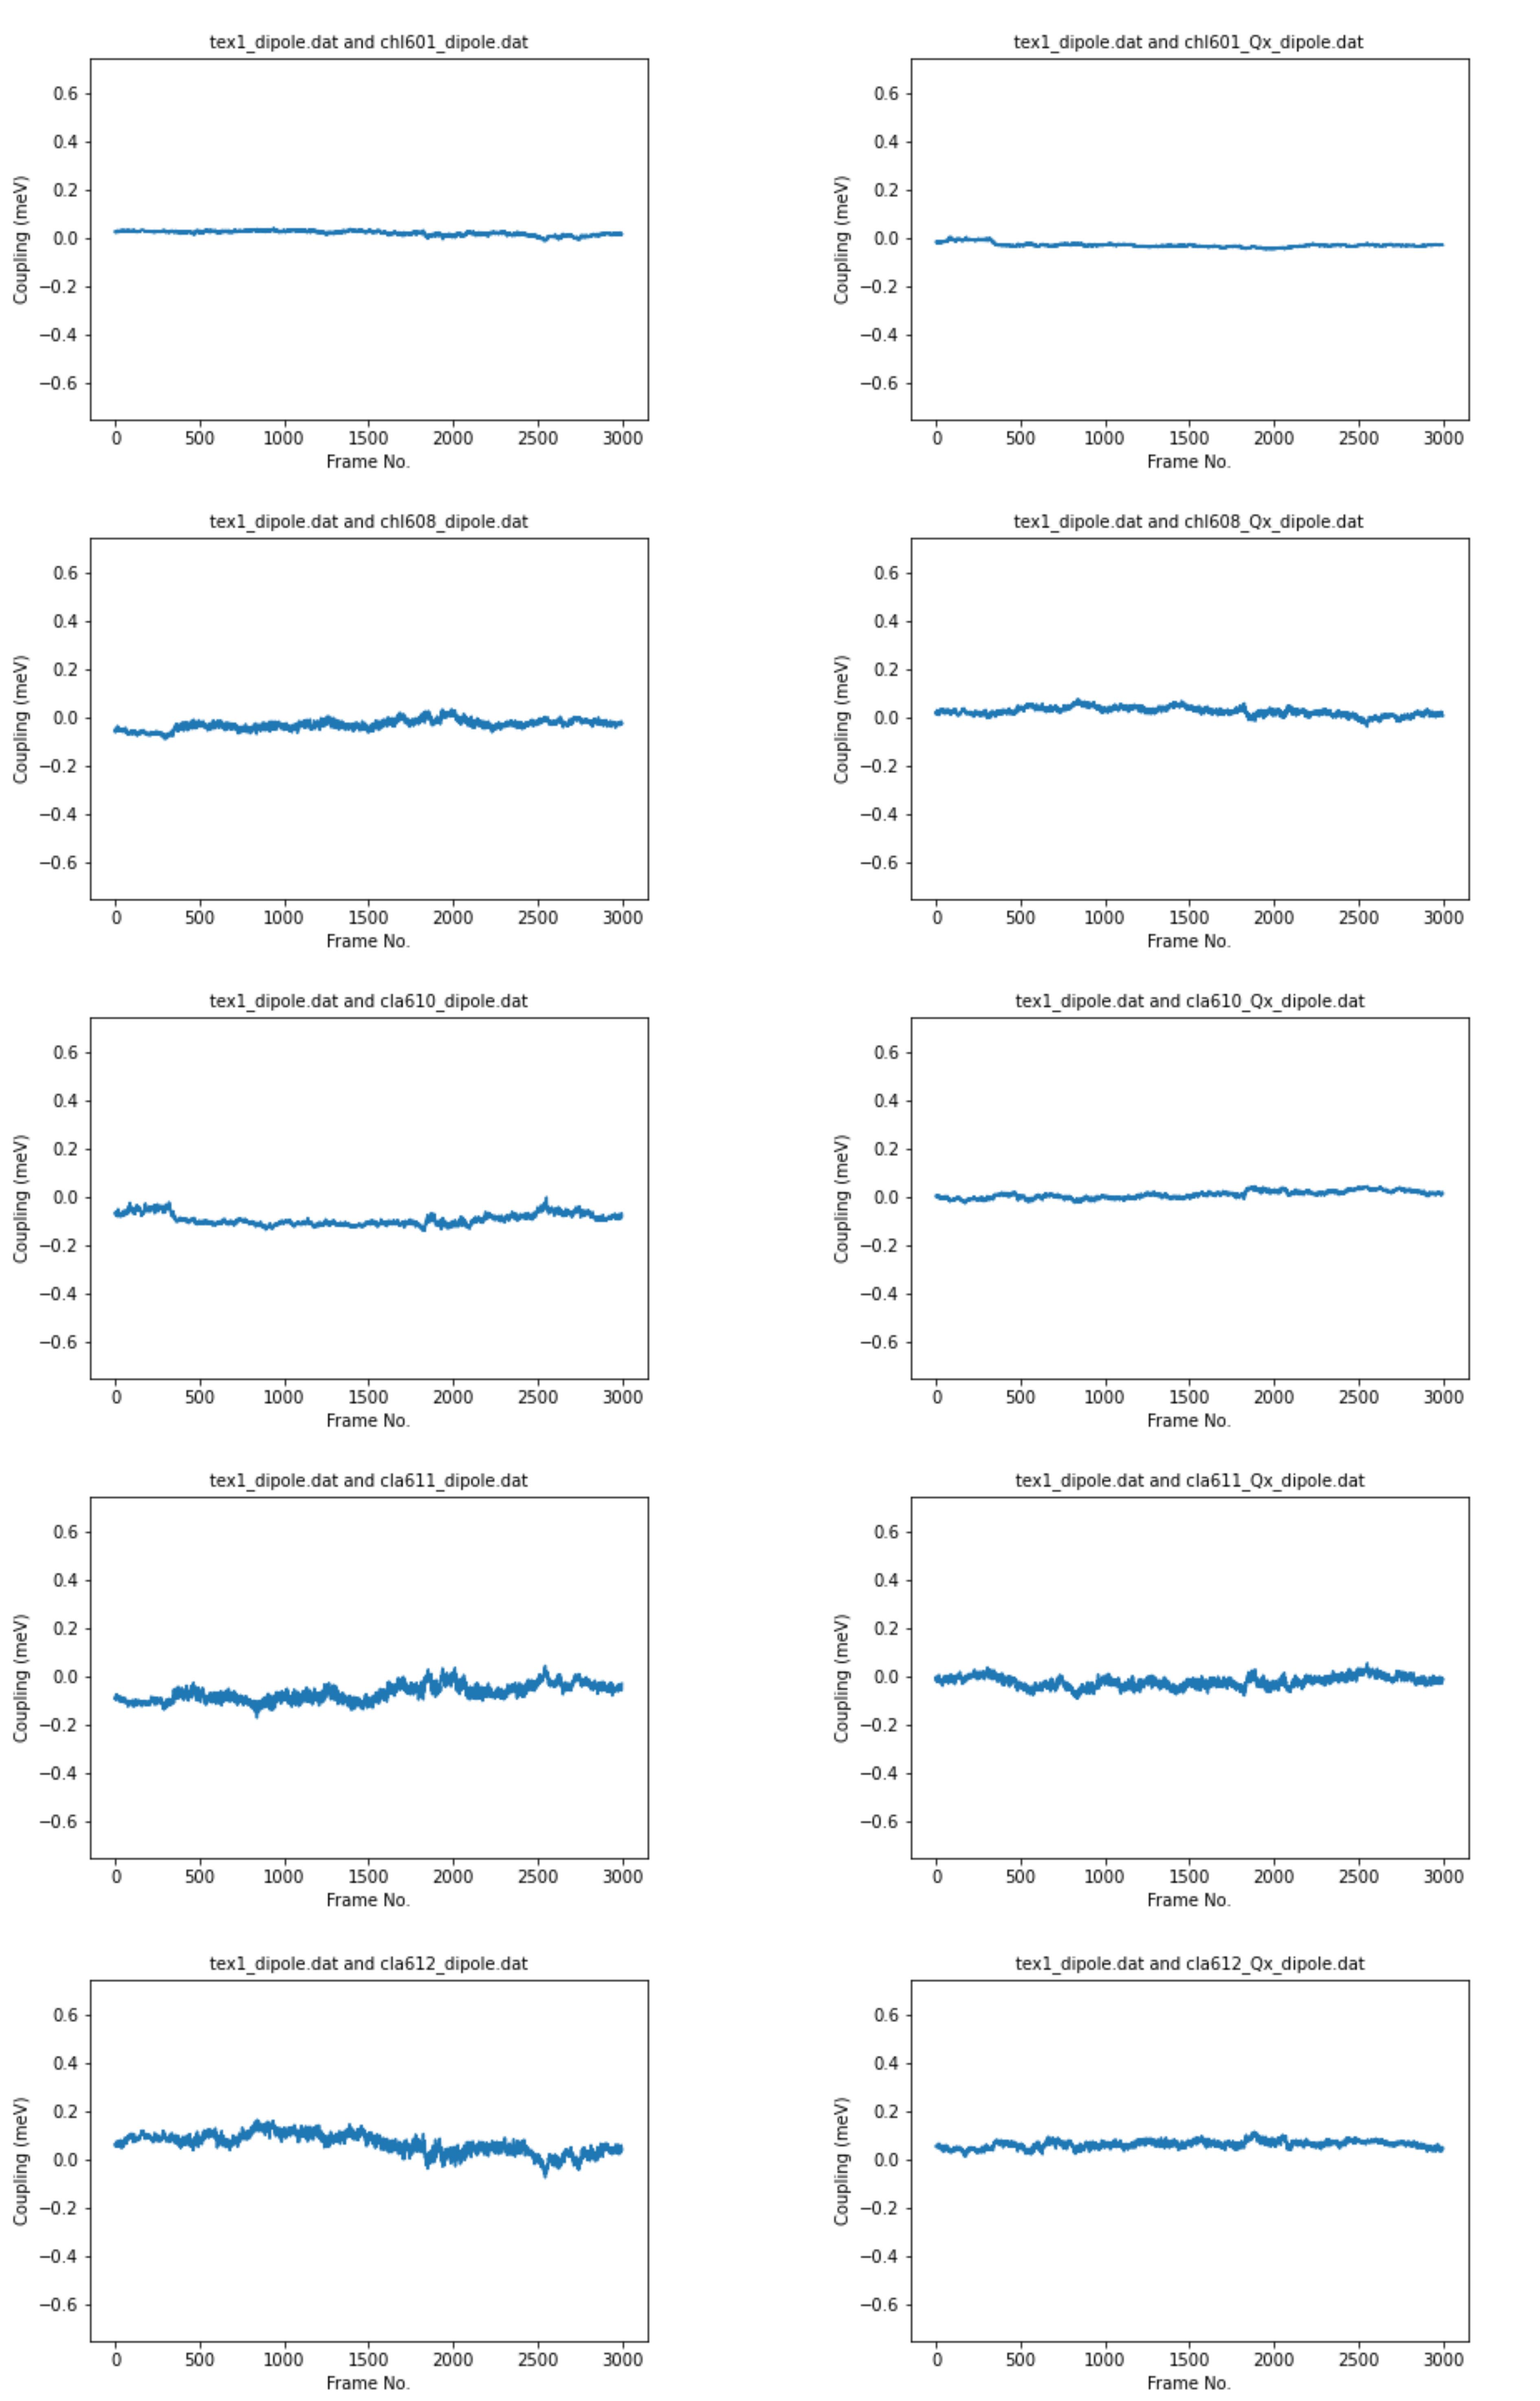 tex1_dipole.dat and chl601_dipole.dat
0.6
0.4
0.2
0.0
−0.2
−0.4
−0.6
Coupling (meV)
0 500 1000 1500 2000 2500 3000
Frame No.
tex1_dipole.dat and chl601_Qx_dipole.dat
0.6
0.4
0.2
0.0
−0.2
−0.4
−0.6
Coupling (meV)
0 500 1000 1500 2000 2500 3000
Frame No.
tex1_dipole.dat and chl608_dipole.dat
0.6
0.4
0.2
0.0
−0.2
−0.4
−0.6
Coupling (meV)
0 500 1000 1500 2000 2500 3000
Frame No.
tex1_dipole.dat and chl608_Qx_dipole.dat
0.6
0.4
0.2
0.0
−0.2
−0.4
−0.6
Coupling (meV)
0 500 1000 1500 2000 2500 3000
Frame No.
tex1_dipole.dat and cla610_dipole.dat
0.6
0.4
0.2
0.0
−0.2
−0.4
−0.6
Coupling (meV)
0 500 1000 1500 2000 2500 3000
Frame No.
tex1_dipole.dat and cla610_Qx_dipole.dat
0.6
0.4
0.2
0.0
−0.2
−0.4
−0.6
Coupling (meV)
0 500 1000 1500 2000 2500 3000
Frame No.
tex1_dipole.dat and cla611_dipole.dat
0.6
0.4
0.2
0.0
−0.2
−0.4
−0.6
Coupling (meV)
0 500 1000 1500 2000 2500 3000
Frame No.
tex1_dipole.dat and cla611_Qx_dipole.dat
0.6
0.4
0.2
0.0
−0.2
−0.4
−0.6
Coupling (meV)
0 500 1000 1500 2000 2500 3000
Frame No.
tex1_dipole.dat and cla612_dipole.dat
0.6
0.4
0.2
0.0
−0.2
−0.4
−0.6
Coupling (meV)
0 500 1000 1500 2000 2500 3000
Frame No.
tex1_dipole.dat and cla612_Qx_dipole.dat
0.6
0.4
0.2
0.0
−0.2
−0.4
−0.6
Coupling (meV)
0 500 1000 1500 2000 2500 3000
Frame No.